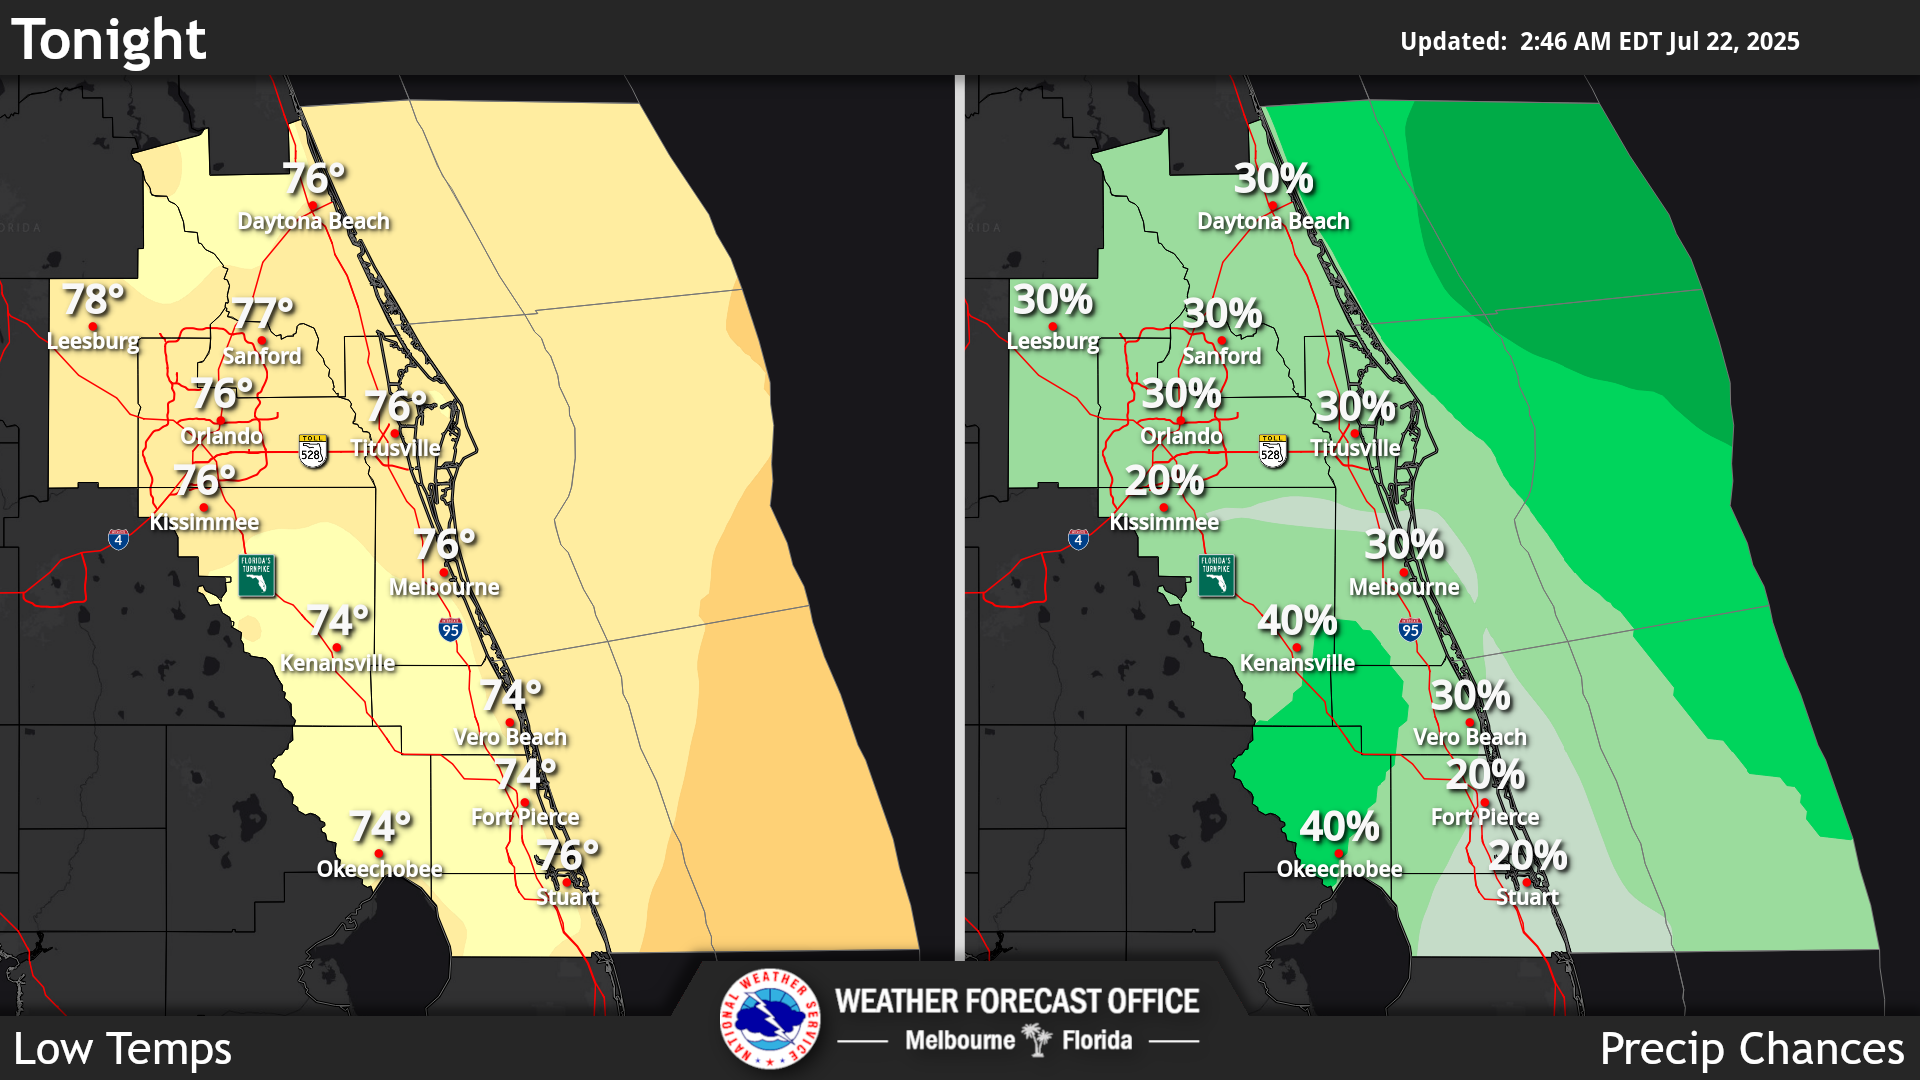 Tonight
Updated:  2:46 AM EDT Jul 22, 2025
76°
Daytona Beach
78°
Leesburg
77°
Sanford
76°
Orlando
76°
Titusville
TOLL
528
76°
Kissimmee
4
FLORIDA'S
TURNPIKE
76°
Melbourne
95
74°
Kenansville
74°
Vero Beach
74°
Fort Pierce
74°
Okeechobee
76°
Stuart
30%
Daytona Beach
30%
Leesburg
30%
Sanford
30%
Orlando
30%
Titusville
TOLL
528
20%
Kissimmee
4
FLORIDA'S
TURNPIKE
30%
Melbourne
95
40%
Kenansville
30%
Vero Beach
20%
Fort Pierce
40%
Okeechobee
20%
Stuart
Low Temps
NATIONAL WEATHER SERVICE
WEATHER FORECAST OFFICE
Melbourne Florida
Precip Chances